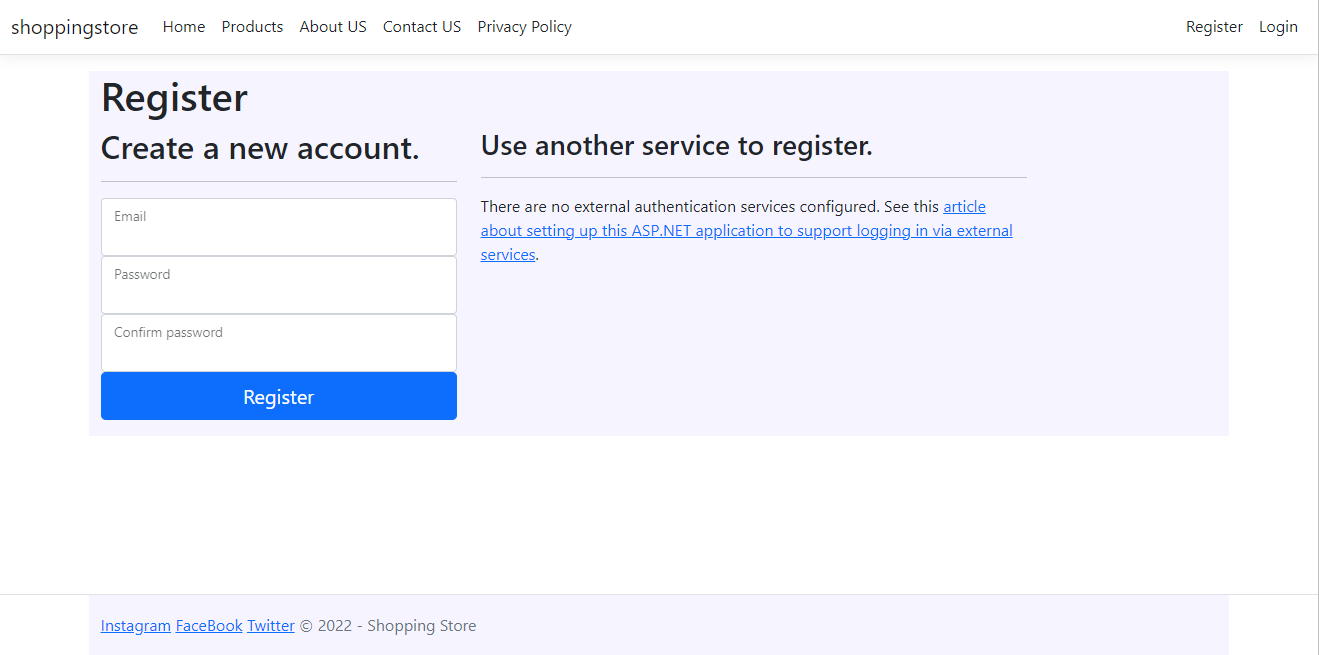 shoppingstore Home Products About US Contact US Privacy Policy Register Login
Register
Create a new account.
Email
Password
Confirm password
Register
Use another service to register.
There are no external authentication services configured. See this article
about setting up this ASP.NET application to support logging in via external
services.
Instagram FaceBook Twitter © 2022 - Shopping Store